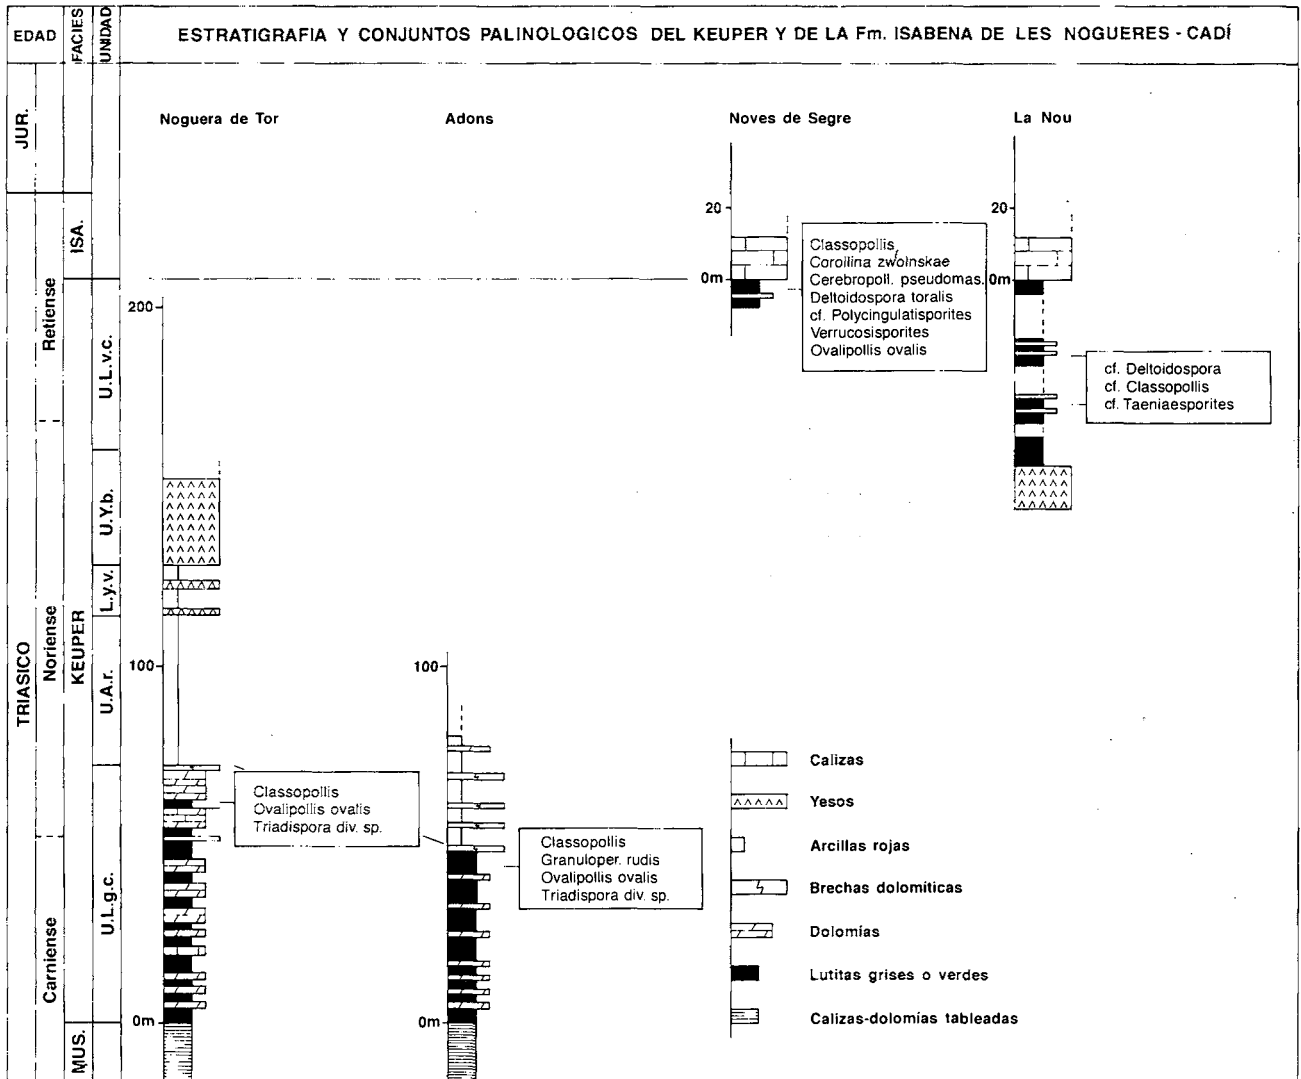 EDAD
FACIES
UNIDAD
ESTRATIGRAFIA Y CONJUNTOS PALINOLOGICOS DEL KEUPER Y DE LA Fm. ISABENA DE LES NOGUERES - CADÍ
JUR.
TRIASICO
Retiense
Noriense
Carniense
ISA.
KEUPER
MUS.
U.L.v.c.
U.Y.b.
L.y.v.
U.A.r.
U.L.g.c.
Noguera de Tor
200
100
0m
Classopollis
Ovalipollis ovalis
Triadispora div. sp.
Adons
100
0m
Classopollis
Granuloper. rudis
Ovalipollis ovalis
Triadispora div. sp.
Noves de Segre
20
0m
Classopollis
Corollina zwolnskae
Cerebropoll. pseudomas.
Deltoidospora toralis
cf. Polycingulatisporites
Verrucosisporites
Ovalipollis ovalis
La Nou
20
0m
cf. Deltoidospora
cf. Classopollis
cf. Taeniaesporites
Calizas
Yesos
Arcillas rojas
Brechas dolomíticas
Dolomías
Lutitas grises o verdes
Calizas-dolomías tableadas